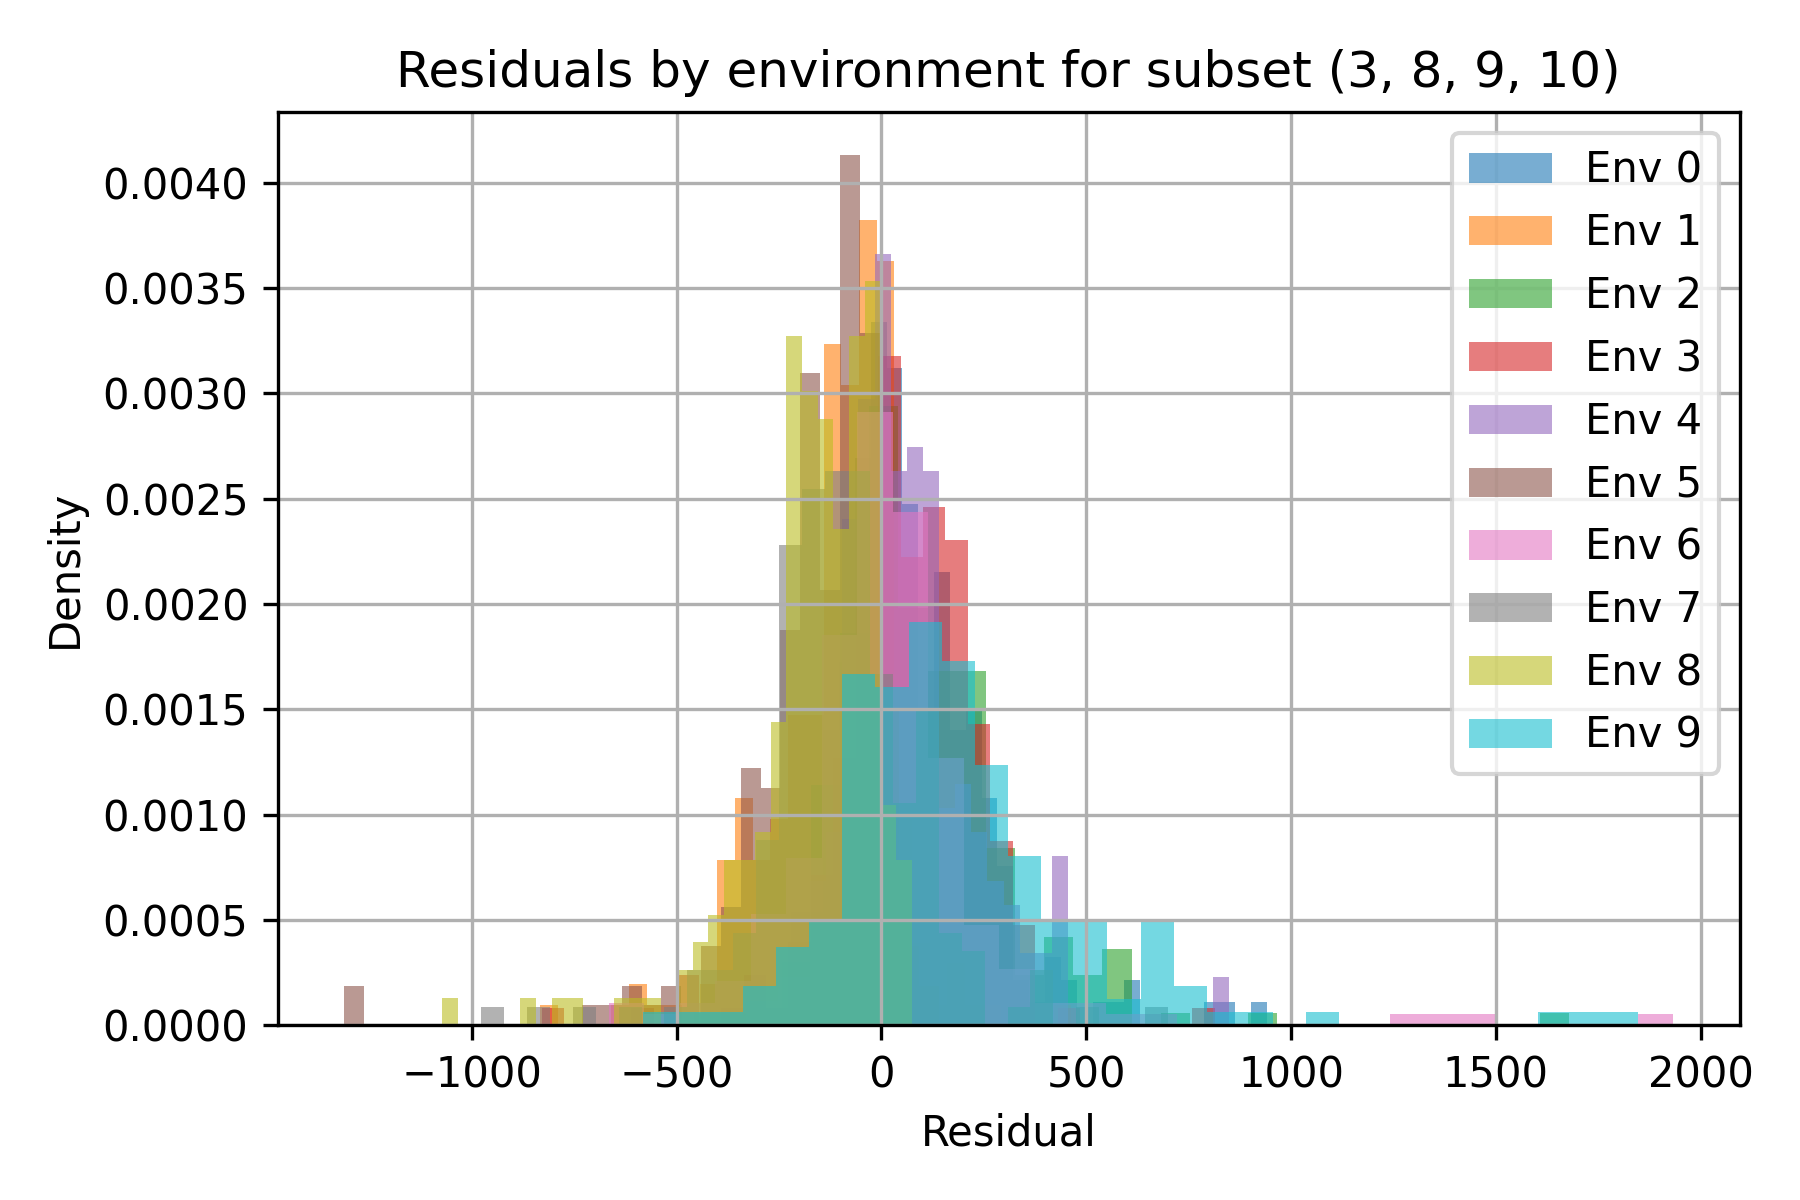 Residuals by environment for subset (3, 8, 9, 10)
Density
0.0040
0.0035
0.0030
0.0025
0.0020
0.0015
0.0010
0.0005
0.0000
Env 0
Env 1
Env 2
Env 3
Env 4
Env 5
Env 6
Env 7
Env 8
Env 9
−1000 −500 0 500 1000 1500 2000
Residual